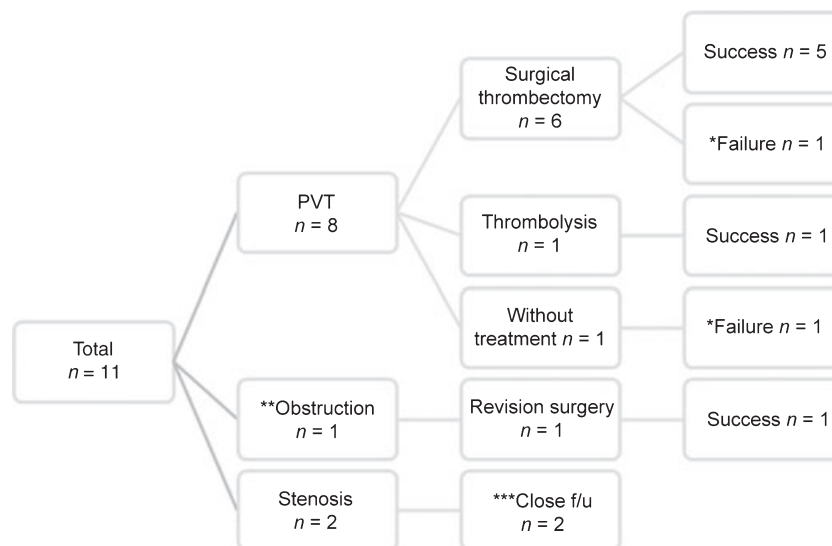 Total
n = 11
PVT
n = 8
Surgical
thrombectomy
n = 6
Success n = 5
*Failure n = 1
Thrombolysis
n = 1
Success n = 1
Without
treatment n = 1
*Failure n = 1
**Obstruction
n = 1
Revision surgery
n = 1
Success n = 1
Stenosis
n = 2
***Close f/u
n = 2